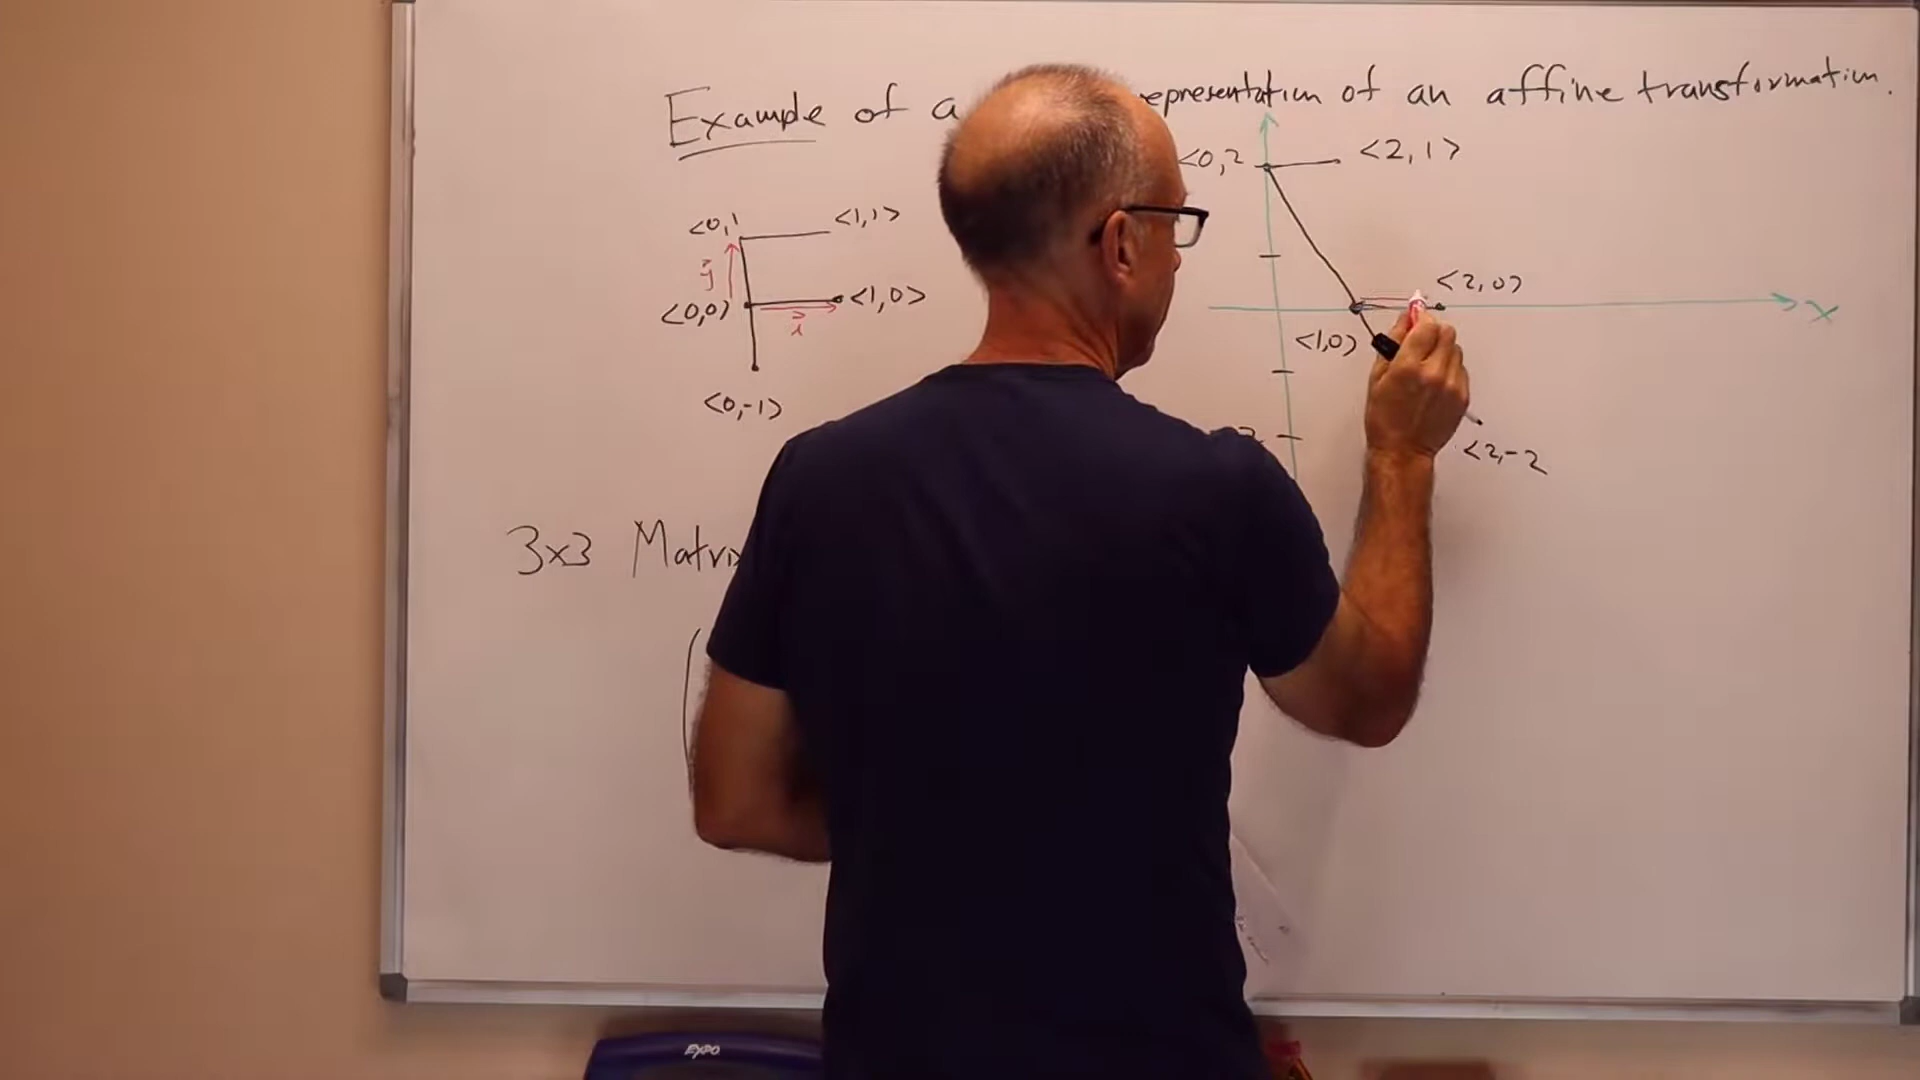 Example of a epresentation of an affine transformation.
<0,2 <2,1>
<0,1 <1,1>
j
<0,0> <1,0>
i
<0,-1>
<2,0>
x
<1,0>
<2,-2
3x3 Matrix
EXPO